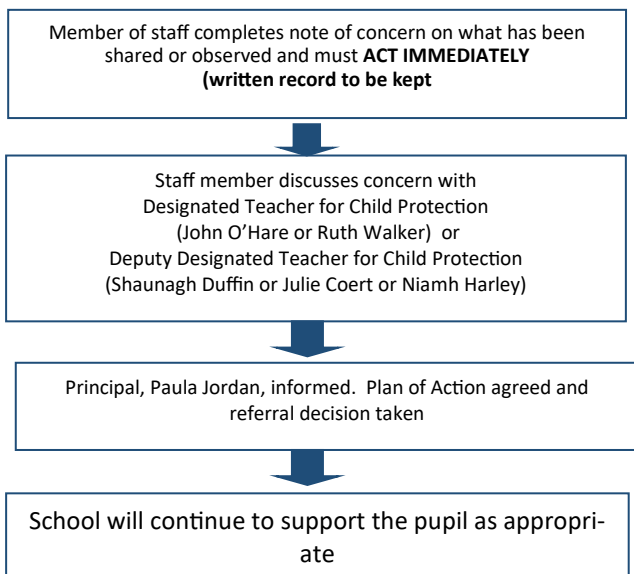 Member of staff completes note of concern on what has been
shared or observed and must ACT IMMEDIATELY
(written record to be kept
Staff member discusses concern with
Designated Teacher for Child Protection
(John O’Hare or Ruth Walker)  or
Deputy Designated Teacher for Child Protection
(Shaunagh Duffin or Julie Coert or Niamh Harley)
Principal, Paula Jordan, informed.  Plan of Action agreed and
referral decision taken
School will continue to support the pupil as appropri-
ate